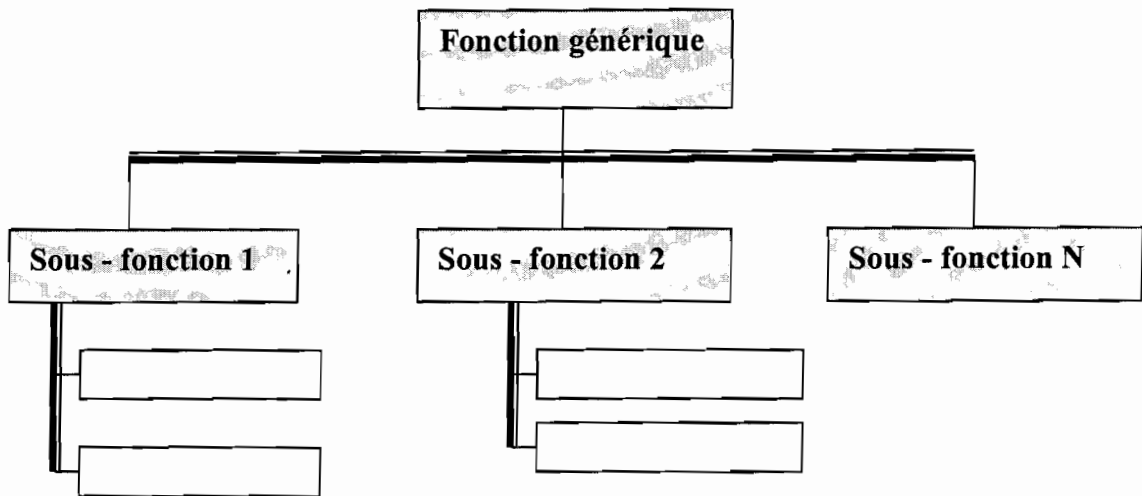 Fonction générique
Sous - fonction 1
Sous - fonction 2
Sous - fonction N